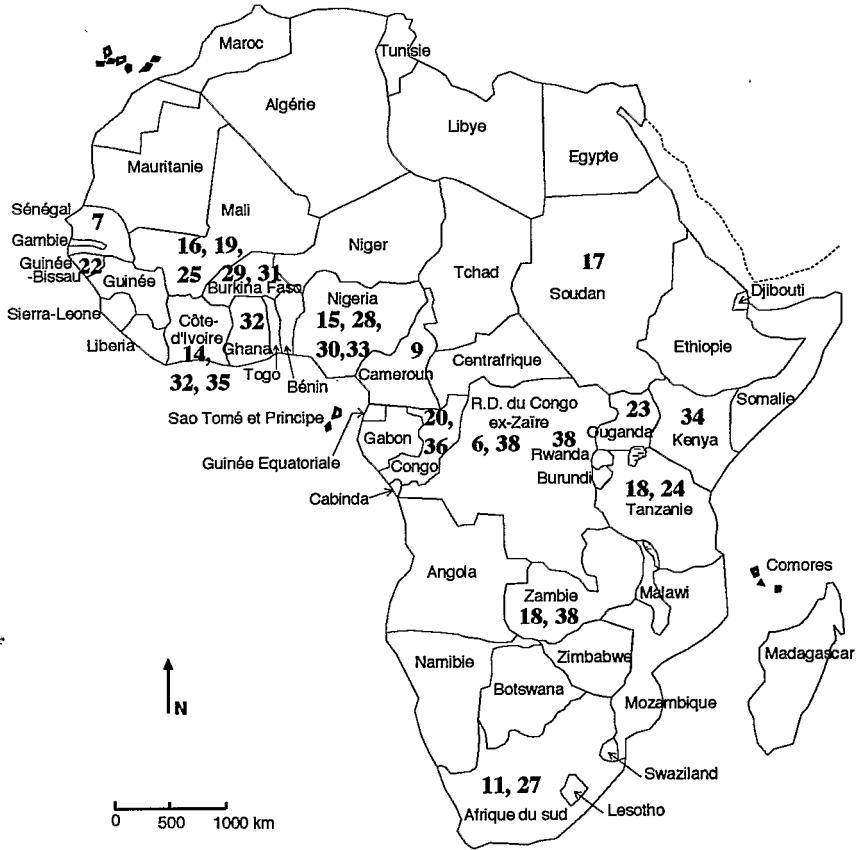 Maroc
Tunisie
Algérie
Libye
Egypte
Mauritanie
Mali
Niger
Tchad
Soudan
17
Sénégal
7
Gambie
Guinée
-Bissau
22
Guinée
16, 19,
25
29, 31
Burkina Faso
Nigeria
15, 28,
30, 33
Djibouti
Sierra-Leone
Liberia
Côte-
d'Ivoire
14,
32, 35
32
Ghana
Togo
Bénin
9
Cameroun
Centrafrique
Ethiopie
Somalie
Sao Tomé et Principe
Guinée Equatoriale
Gabon
20,
36
Congo
Cabinda
R.D. du Congo
ex-Zaïre
6, 38
38
Rwanda
Burundi
23
Ouganda
34
Kenya
18, 24
Tanzanie
Comores
Angola
Zambie
18, 38
Malawi
Madagascar
Namibie
Zimbabwe
Botswana
Mozambique
Swaziland
11, 27
Afrique du sud
Lesotho
N
0 500 1000 km